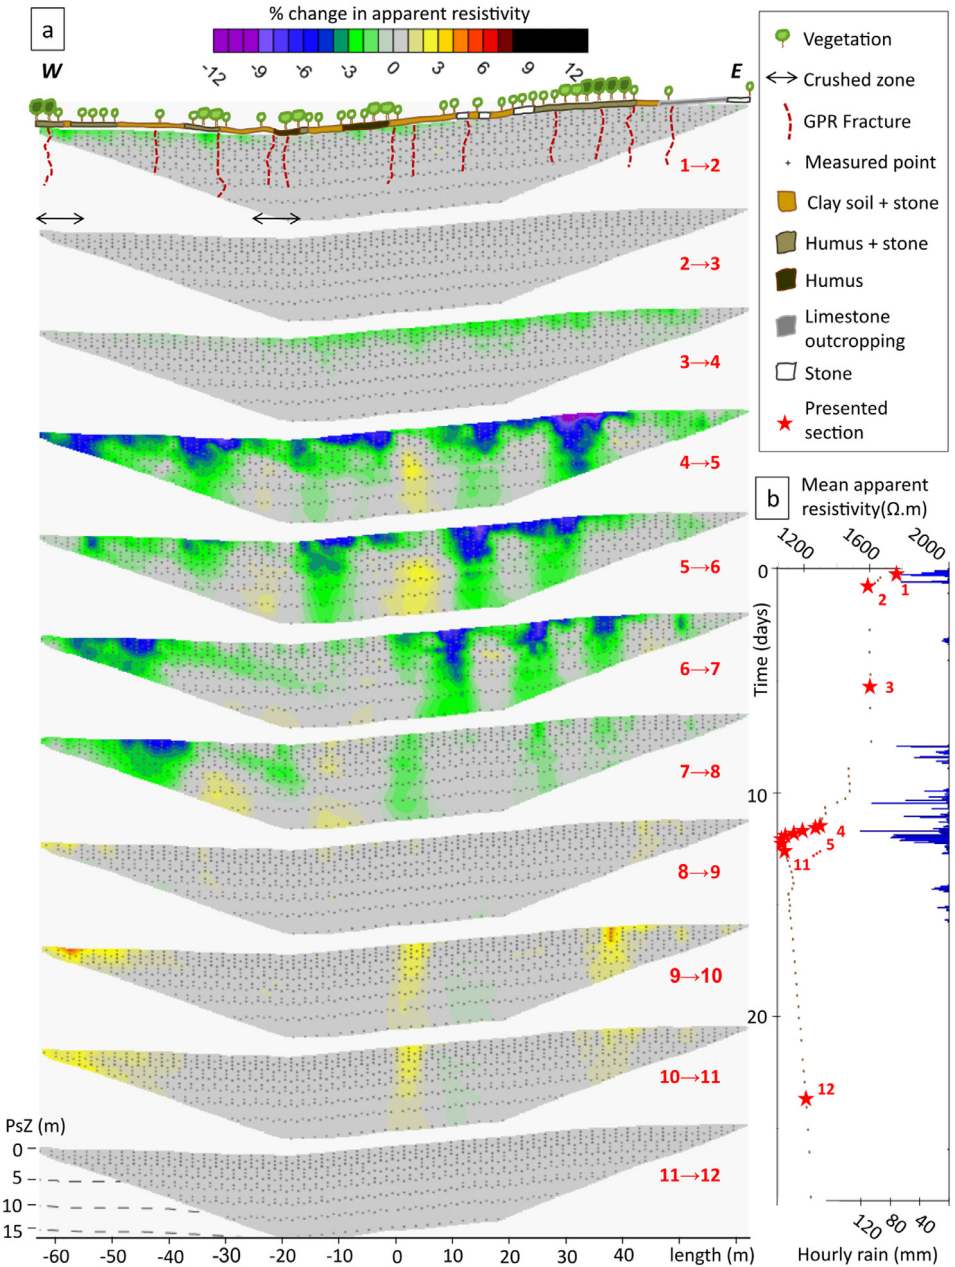 a
% change in apparent resistivity
-12 -9 -6 -3 0 3 6 9 12
W
E
1→2
2→3
3→4
4→5
5→6
6→7
7→8
8→9
9→10
10→11
11→12
PsZ (m)
0
5
10
15
-60 -50 -40 -30 -20 -10 0 10 20 30 40 length (m)
Vegetation
Crushed zone
GPR Fracture
Measured point
Clay soil + stone
Humus + stone
Humus
Limestone
outcropping
Stone
Presented
section
b
Mean apparent
resistivity(Ω.m)
1200 1600 2000
Time (days)
0
10
20
1
2
3
4
5
11
12
120 80 40
Hourly rain (mm)